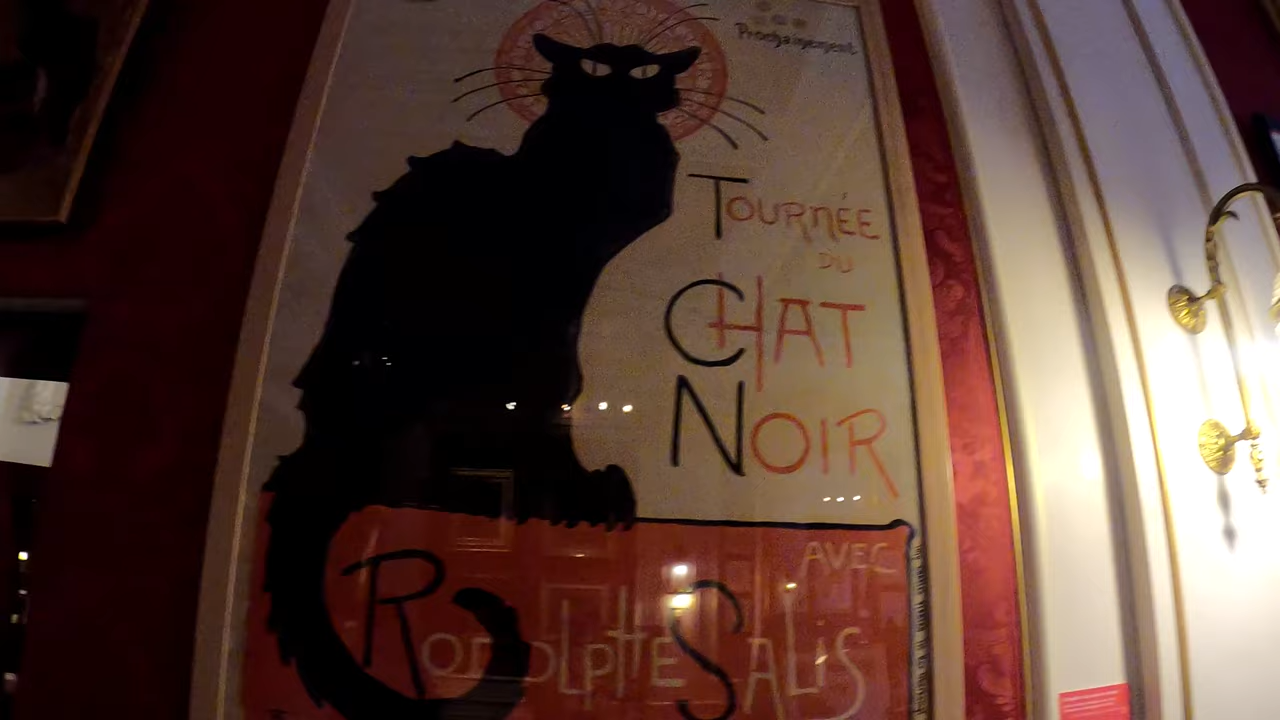 Prochainement
TOURNÉE
DU
CHAT
NOIR
AVEC
RODOLPHE SALIS